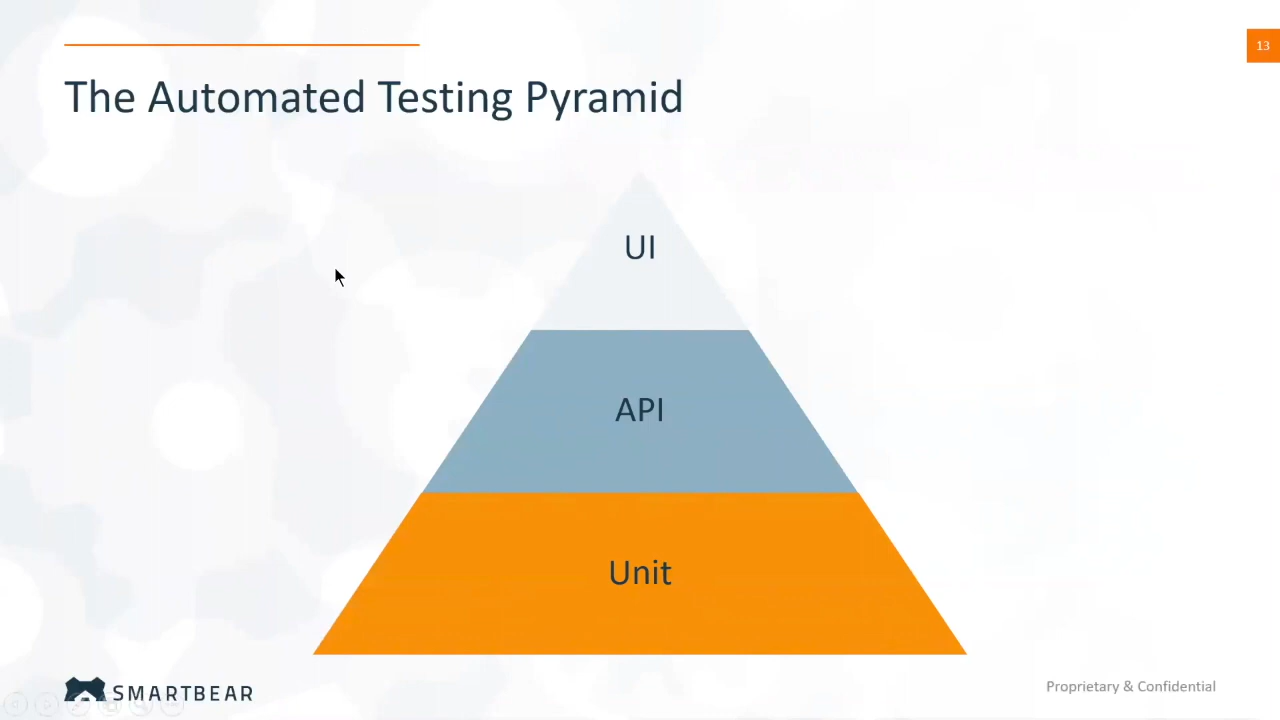 13
The Automated Testing Pyramid
UI
API
Unit
SMARTBEAR
Proprietary & Confidential